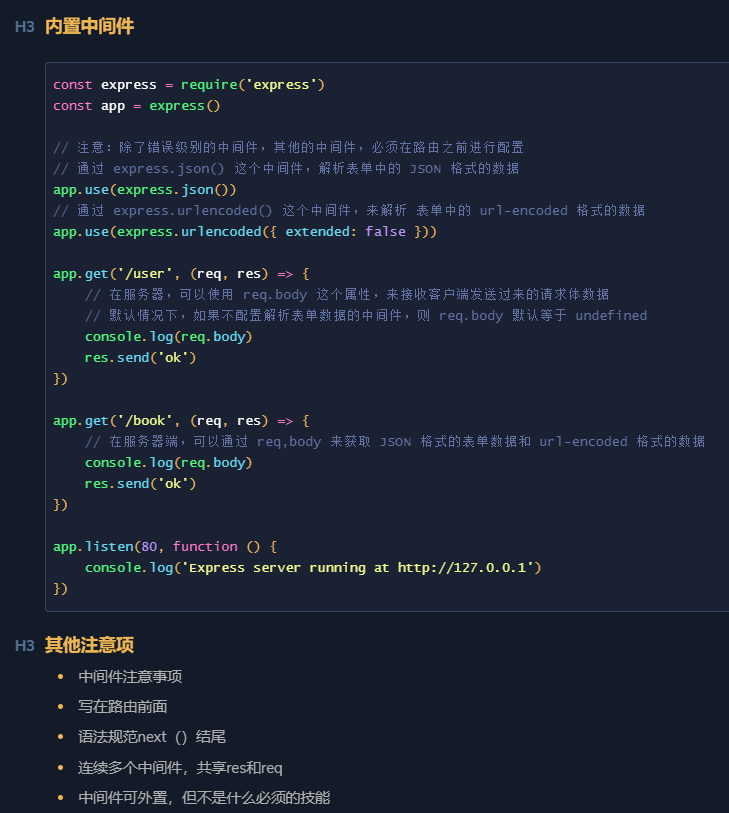 H3 内置中间件
const express = require('express')
const app = express()
// 注意: 除了错误级别的中间件, 其他的中间件, 必须在路由之前进行配置
// 通过 express.json() 这个中间件, 解析表单中的 JSON 格式的数据
app.use(express.json())
// 通过 express.urlencoded() 这个中间件, 来解析 表单中的 url-encoded 格式的数据
app.use(express.urlencoded({ extended: false }))
app.get('/user', (req, res) => {
// 在服务器, 可以使用 req.body 这个属性, 来接收客户端发送过来的请求体数据
// 默认情况下, 如果不配置解析表单数据的中间件, 则 req.body 默认等于 undefined
console.log(req.body)
res.send('ok')
})
app.get('/book', (req, res) => {
// 在服务器端, 可以通过 req,body 来获取 JSON 格式的表单数据和 url-encoded 格式的数据
console.log(req.body)
res.send('ok')
})
app.listen(80, function () {
console.log('Express server running at http://127.0.0.1')
})
H3 其他注意项
• 中间件注意事项
• 写在路由前面
• 语法规范next（）结尾
• 连续多个中间件，共享res和req
• 中间件可外置，但不是什么必须的技能